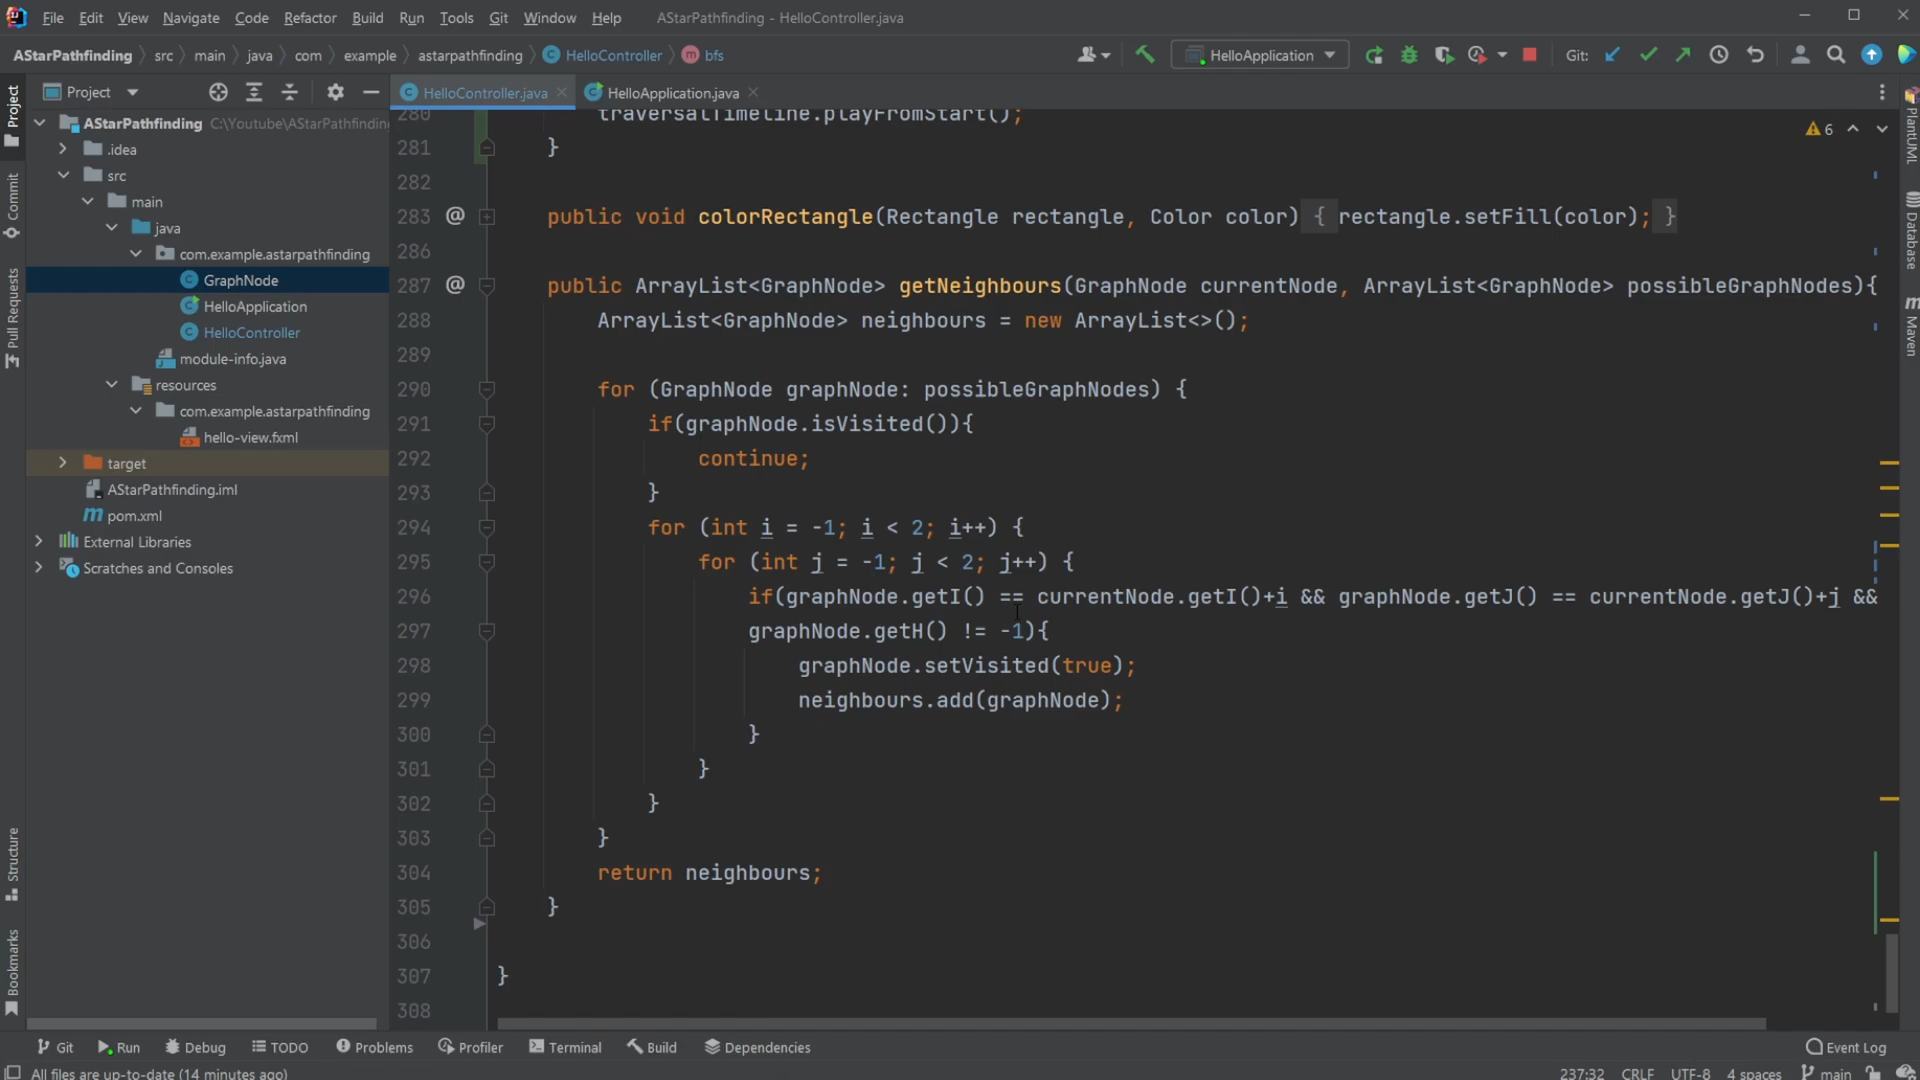 File Edit View Navigate Code Refactor Build Run Tools Git Window Help AStarPathfinding - HelloController.java
AStarPathfinding src main java com example astarpathfinding HelloController bfs HelloApplication Git:
Project
HelloController.java HelloApplication.java
AStarPathfinding C:\Youtube\AStarPathfinding
.idea
src
main
java
com.example.astarpathfinding
GraphNode
HelloApplication
HelloController
module-info.java
resources
com.example.astarpathfinding
hello-view.fxml
target
AStarPathfinding.iml
pom.xml
External Libraries
Scratches and Consoles
Project
Commit
Pull Requests
Structure
Bookmarks
6
280 traversalTimeline.playFromStart();
281 }
282
283 @ public void colorRectangle(Rectangle rectangle, Color color) { rectangle.setFill(color); }
286
287 @ public ArrayList<GraphNode> getNeighbours(GraphNode currentNode, ArrayList<GraphNode> possibleGraphNodes){
288 ArrayList<GraphNode> neighbours = new ArrayList<>();
289
290 for (GraphNode graphNode: possibleGraphNodes) {
291 if(graphNode.isVisited()){
292 continue;
293 }
294 for (int i = -1; i < 2; i++) {
295 for (int j = -1; j < 2; j++) {
296 if(graphNode.getI() == currentNode.getI()+i && graphNode.getJ() == currentNode.getJ()+j &&
297 graphNode.getH() != -1){
298 graphNode.setVisited(true);
299 neighbours.add(graphNode);
300 }
301 }
302 }
303 }
304 return neighbours;
305 }
306
307 }
308
PlantUML
Database
Maven
Git Run Debug TODO Problems Profiler Terminal Build Dependencies Event Log
All files are up-to-date (14 minutes ago) 237:32 CRLF UTF-8 4 spaces main